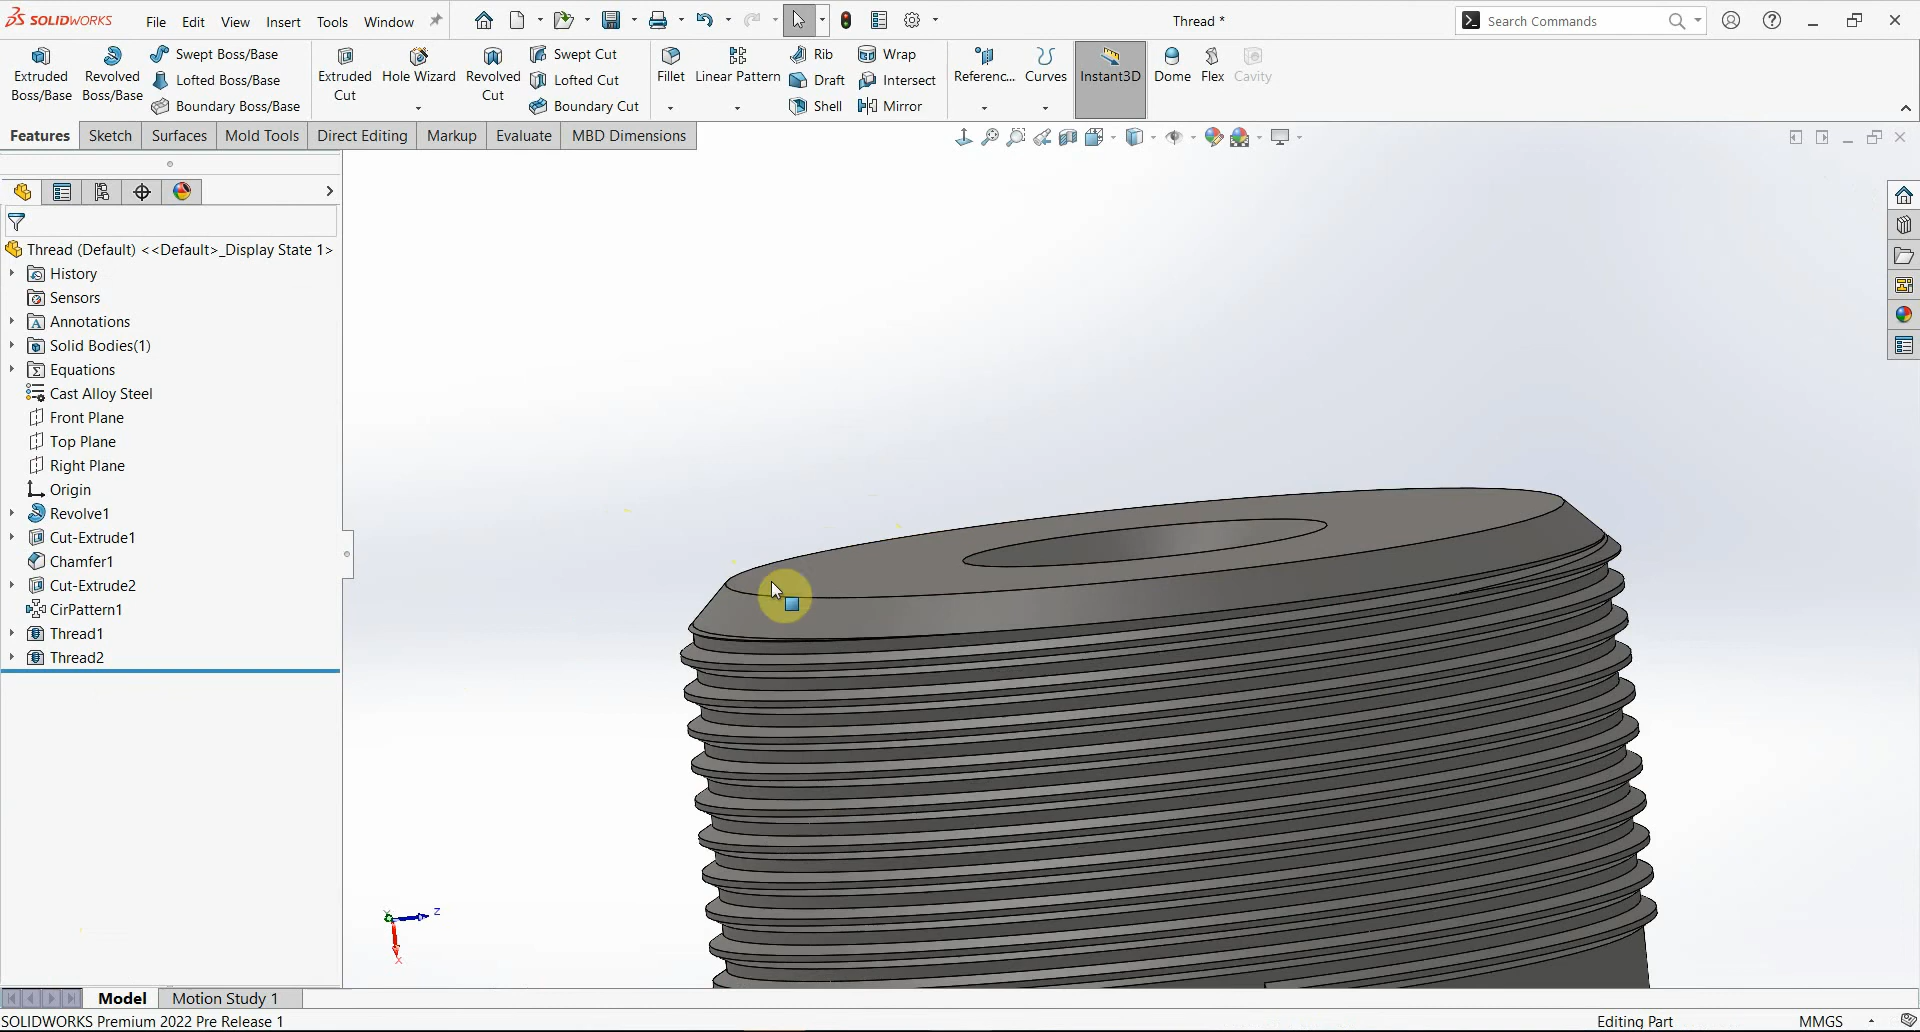 SOLIDWORKS File Edit View Insert Tools Window Thread * Search Commands
Extruded Boss/Base
Revolved Boss/Base
Swept Boss/Base
Lofted Boss/Base
Boundary Boss/Base
Extruded Cut
Hole Wizard
Revolved Cut
Swept Cut
Lofted Cut
Boundary Cut
Fillet
Linear Pattern
Rib
Draft
Shell
Wrap
Intersect
Mirror
Referenc...
Curves
Instant3D
Dome
Flex
Cavity
Features Sketch Surfaces Mold Tools Direct Editing Markup Evaluate MBD Dimensions
Thread (Default) <<Default>_Display State 1>
History
Sensors
Annotations
Solid Bodies(1)
Equations
Cast Alloy Steel
Front Plane
Top Plane
Right Plane
Origin
Revolve1
Cut-Extrude1
Chamfer1
Cut-Extrude2
CirPattern1
Thread1
Thread2
Z
X
Model Motion Study 1
SOLIDWORKS Premium 2022 Pre Release 1 Editing Part MMGS